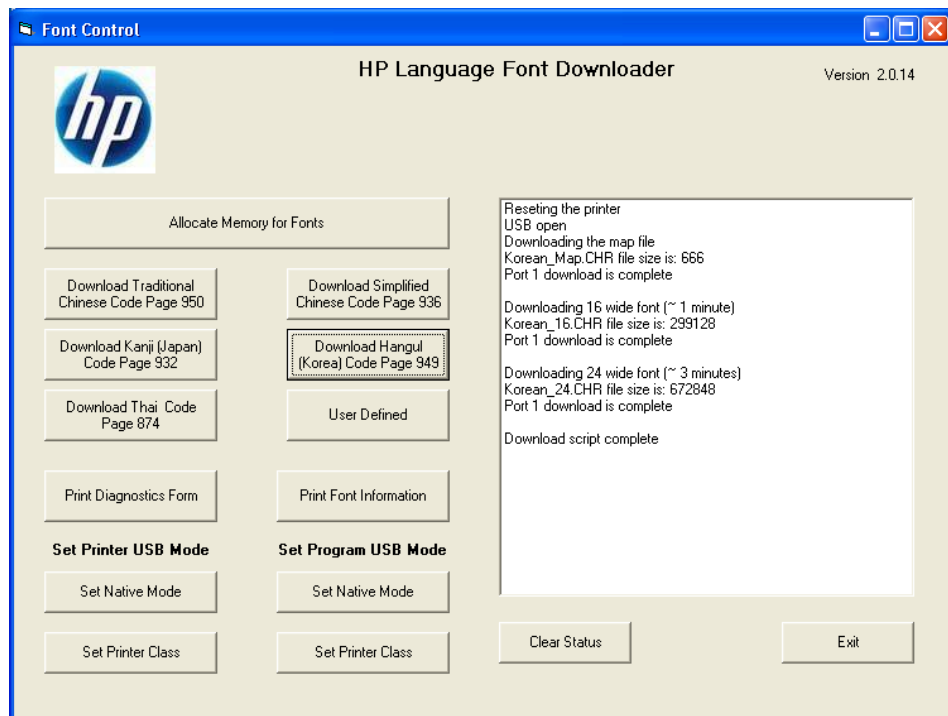 Font Control
hp
HP Language Font Downloader
Version 2.0.14
Allocate Memory for Fonts
Download Traditional
Chinese Code Page 950
Download Simplified
Chinese Code Page 936
Download Kanji (Japan)
Code Page 932
Download Hangul
(Korea) Code Page 949
Download Thai Code
Page 874
User Defined
Print Diagnostics Form
Print Font Information
Set Printer USB Mode
Set Program USB Mode
Set Native Mode
Set Native Mode
Set Printer Class
Set Printer Class
Reseting the printer
USB open
Downloading the map file
Korean_Map.CHR file size is: 666
Port 1 download is complete
Downloading 16 wide font (~ 1 minute)
Korean_16.CHR file size is: 299128
Port 1 download is complete
Downloading 24 wide font (~ 3 minutes)
Korean_24.CHR file size is: 672848
Port 1 download is complete
Download script complete
Clear Status
Exit